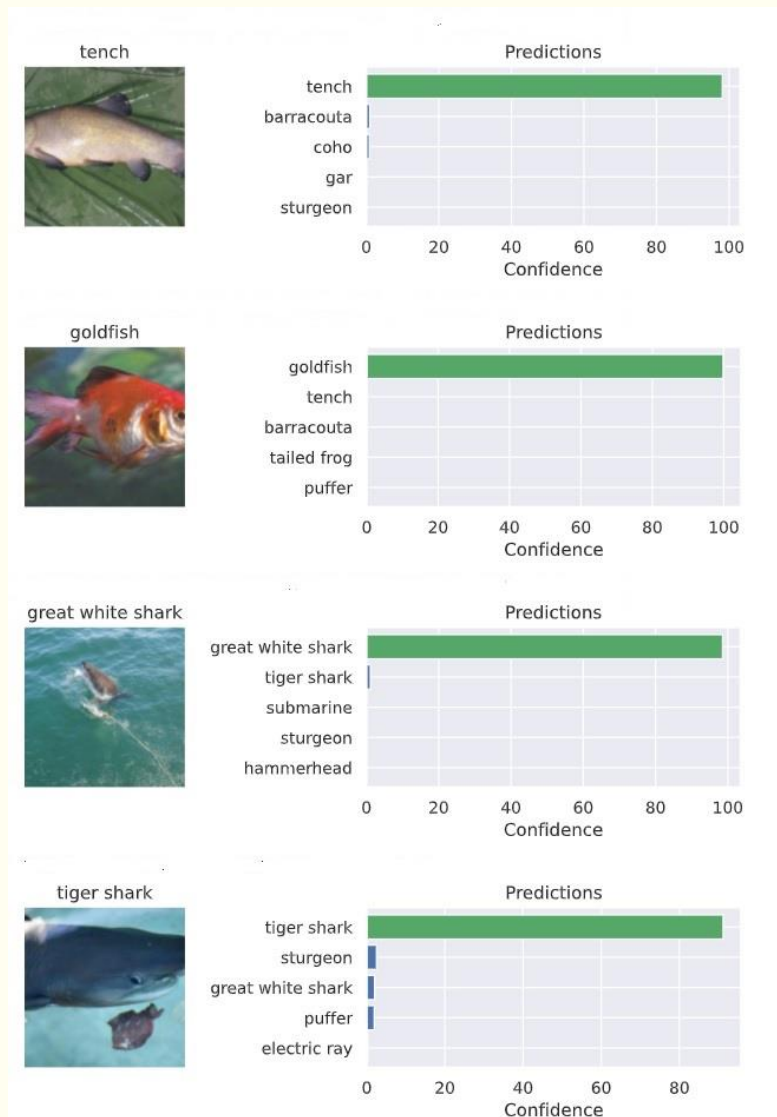 tench
Predictions
tench
barracouta
coho
gar
sturgeon
0 20 40 60 80 100
Confidence
goldfish
Predictions
goldfish
tench
barracouta
tailed frog
puffer
0 20 40 60 80 100
Confidence
great white shark
Predictions
great white shark
tiger shark
submarine
sturgeon
hammerhead
0 20 40 60 80 100
Confidence
tiger shark
Predictions
tiger shark
sturgeon
great white shark
puffer
electric ray
0 20 40 60 80
Confidence